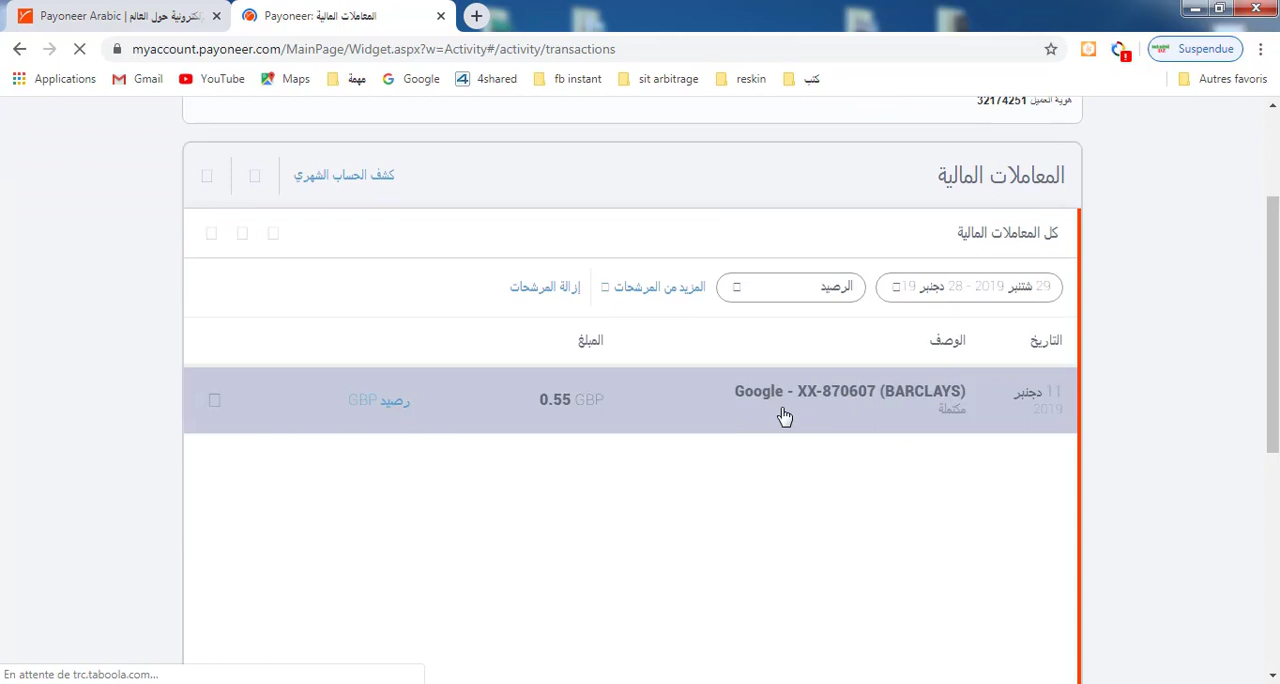 Payoneer Arabic | إلكترونية حول العالم
Payoneer: المعاملات المالية
myaccount.payoneer.com/MainPage/Widget.aspx?w=Activity#/activity/transactions
Suspendue
Applications
Gmail
YouTube
Maps
مهمة
Google
4shared
fb instant
sit arbitrage
reskin
كتب
Autres favoris
هوية العميل 32174251
المعاملات المالية
كشف الحساب الشهري
كل المعاملات المالية
29 شتنبر 2019 - 28 دجنبر 19
الرصيد
المزيد من المرشحات
إزالة المرشحات
التاريخ
الوصف
المبلغ
11 دجنبر
2019
Google - XX-870607 (BARCLAYS)
مكتملة
0.55 GBP
رصيد GBP
En attente de trc.taboola.com...